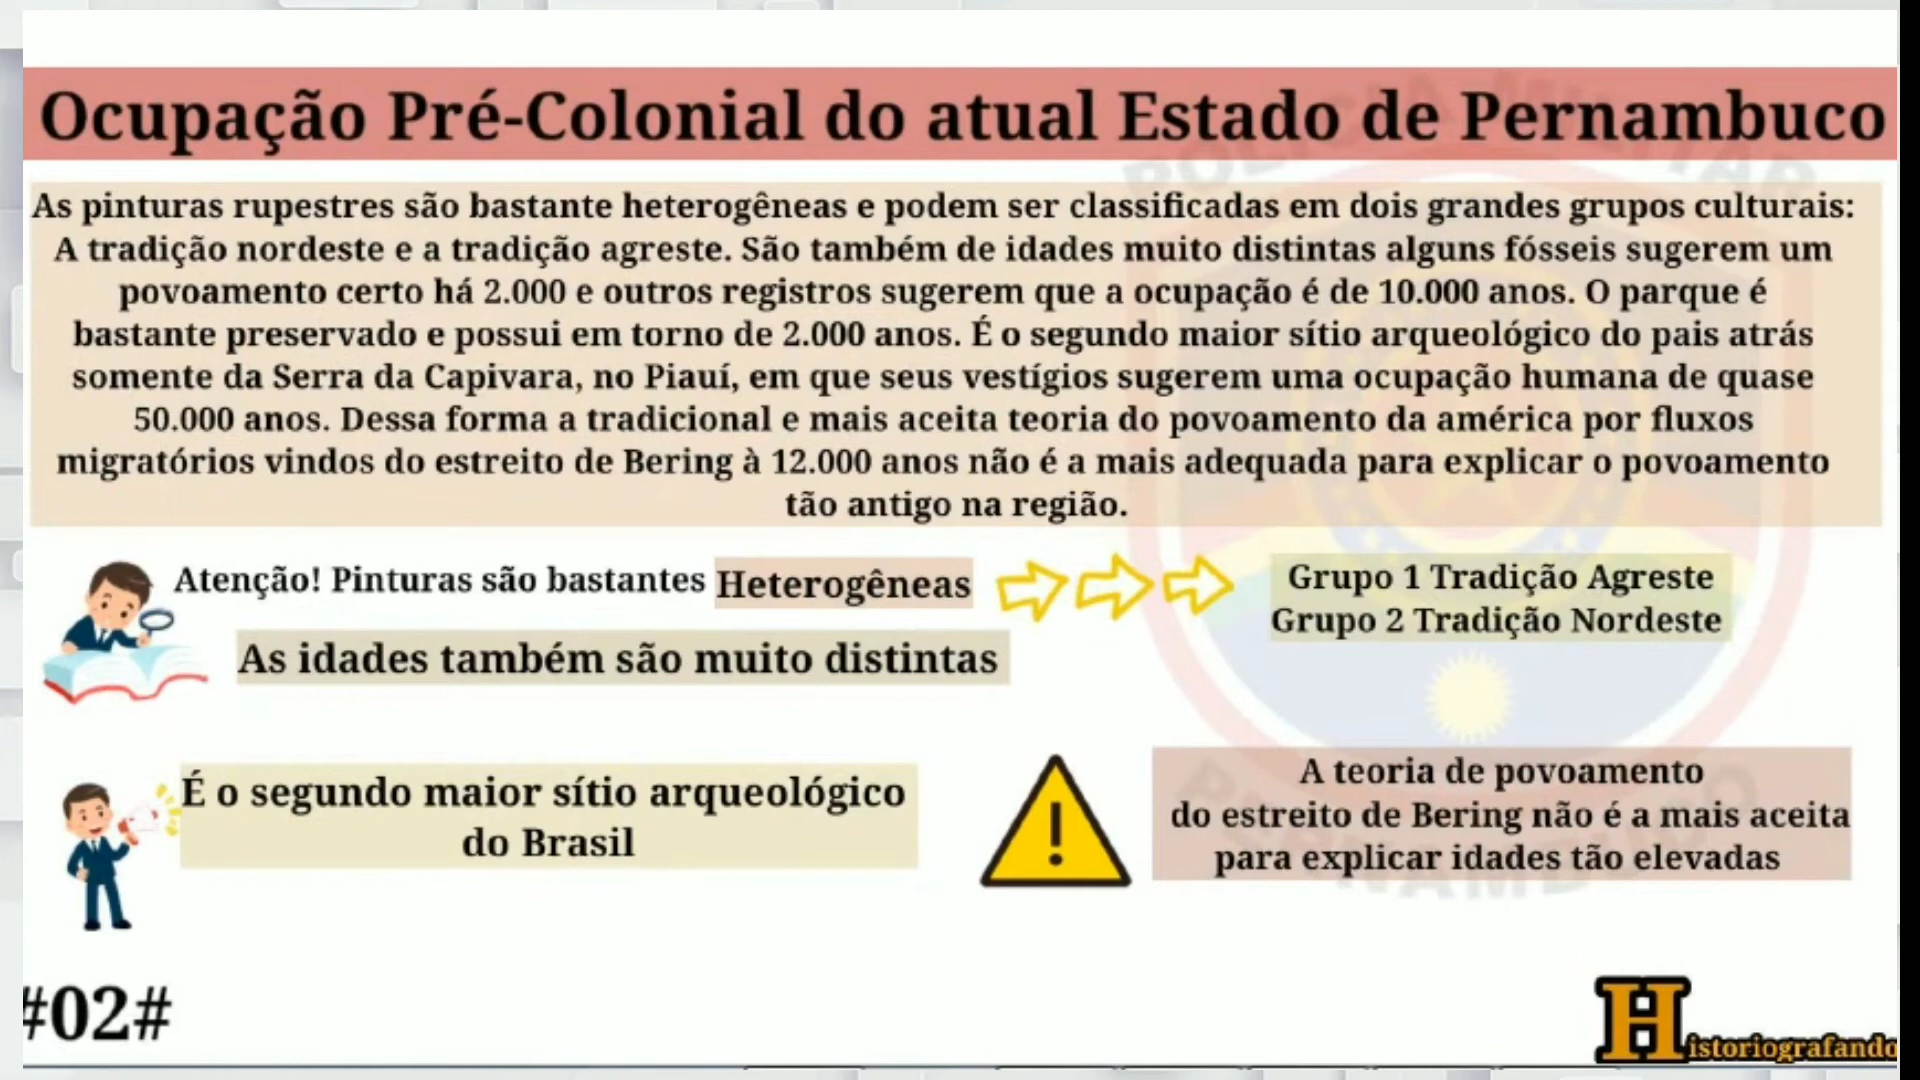 Ocupação Pré-Colonial do atual Estado de Pernambuco
As pinturas rupestres são bastante heterogêneas e podem ser classificadas em dois grandes grupos culturais:
A tradição nordeste e a tradição agreste. São também de idades muito distintas alguns fósseis sugerem um
povoamento certo há 2.000 e outros registros sugerem que a ocupação é de 10.000 anos. O parque é
bastante preservado e possui em torno de 2.000 anos. É o segundo maior sítio arqueológico do pais atrás
somente da Serra da Capivara, no Piauí, em que seus vestígios sugerem uma ocupação humana de quase
50.000 anos. Dessa forma a tradicional e mais aceita teoria do povoamento da américa por fluxos
migratórios vindos do estreito de Bering à 12.000 anos não é a mais adequada para explicar o povoamento
tão antigo na região.
Atenção! Pinturas são bastantes Heterogêneas
Grupo 1 Tradição Agreste
Grupo 2 Tradição Nordeste
As idades também são muito distintas
É o segundo maior sítio arqueológico
do Brasil
!
A teoria de povoamento
do estreito de Bering não é a mais aceita
para explicar idades tão elevadas
POLÍCIA MILITAR
PERNAMBUCO
#02#
Historiografando